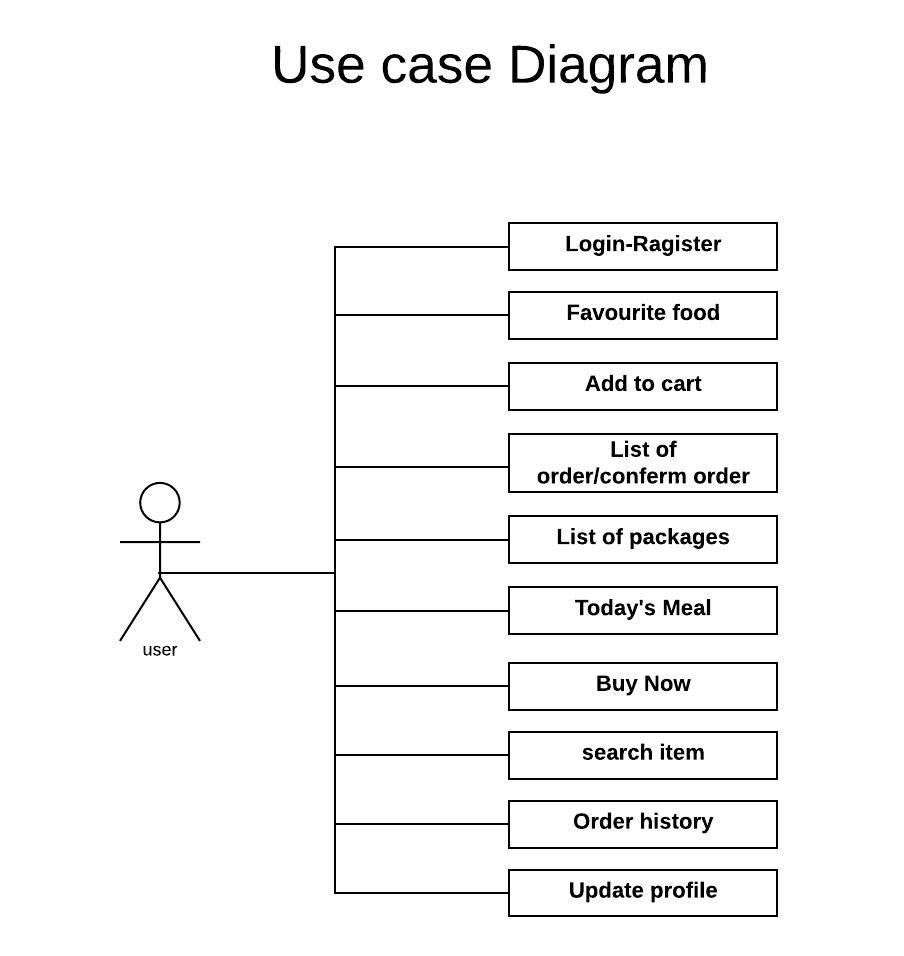 Use case Diagram
Login-Ragister
Favourite food
Add to cart
List of
order/conferm order
List of packages
Today's Meal
Buy Now
search item
Order history
Update profile
user